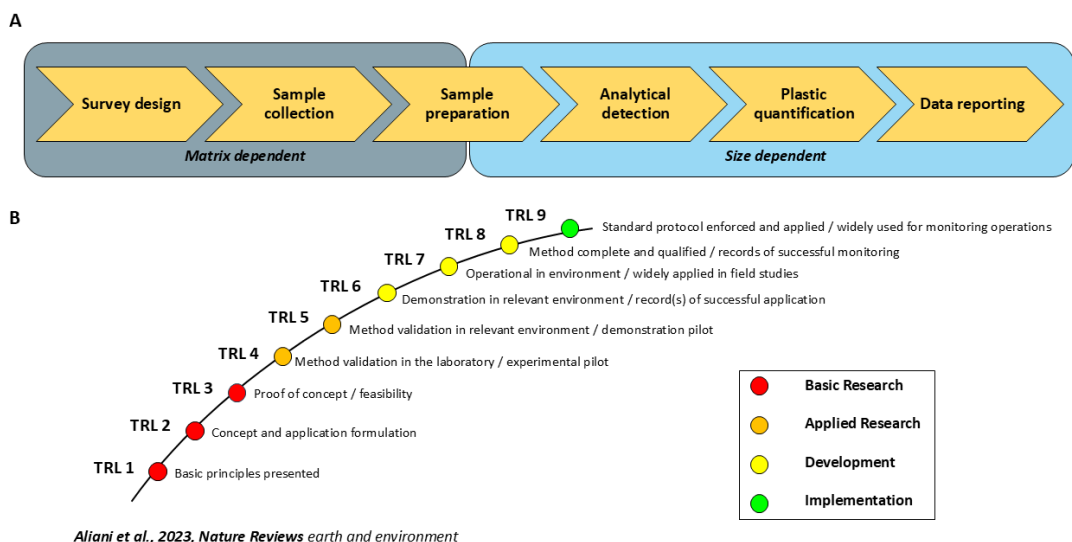 A
Survey design
Sample
collection
Sample
preparation
Analytical
detection
Plastic
quantification
Data reporting
Matrix dependent
Size dependent
B
TRL 9
Standard protocol enforced and applied / widely used for monitoring operations
TRL 8
Method complete and qualified / records of successful monitoring
TRL 7
Operational in environment / widely applied in field studies
TRL 6
Demonstration in relevant environment / record(s) of successful application
TRL 5
Method validation in relevant environment / demonstration pilot
TRL 4
Method validation in the laboratory / experimental pilot
TRL 3
Proof of concept / feasibility
TRL 2
Concept and application formulation
TRL 1
Basic principles presented
Basic Research
Applied Research
Development
Implementation
Aliani et al., 2023, Nature Reviews earth and environment